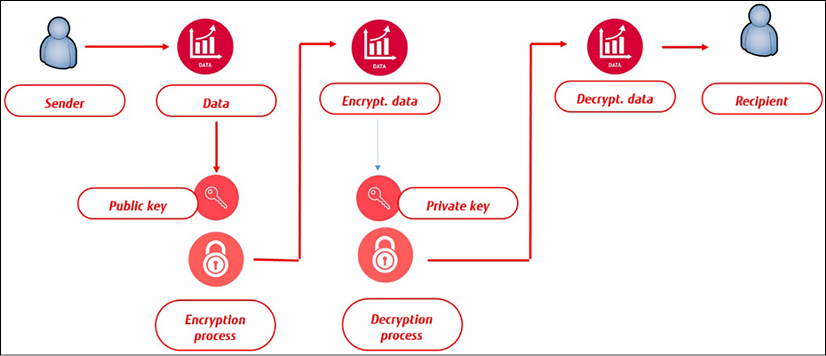 DATA
DATA
DATA
Sender
Data
Encrypt. data
Decrypt. data
Recipient
Public key
Private key
Encryption
process
Decryption
process